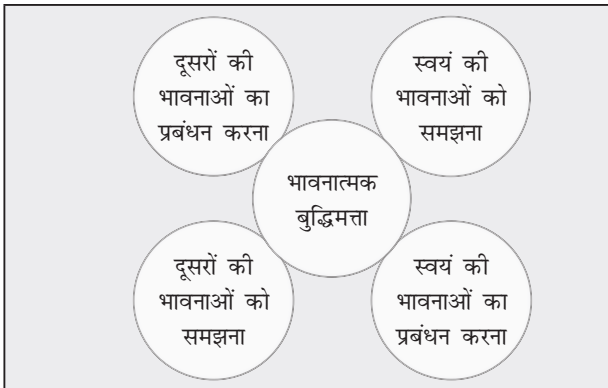 दूसरों की
भावनाओं का
प्रबंधन करना
स्वयं की
भावनाओं को
समझना
भावनात्मक
बुद्धिमत्ता
दूसरों की
भावनाओं को
समझना
स्वयं की
भावनाओं का
प्रबंधन करना